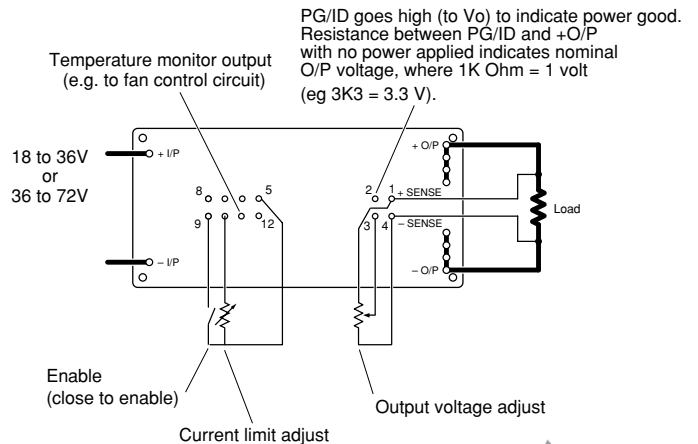 PG/ID goes high (to Vo) to indicate power good.
Resistance between PG/ID and +O/P
with no power applied indicates nominal
O/P voltage, where 1K Ohm = 1 volt
(eg 3K3 = 3.3 V).
Temperature monitor output
(e.g. to fan control circuit)
18 to 36V
or
36 to 72V
+ I/P
– I/P
8
5
9
12
2
1
3
4
+ SENSE
– SENSE
+ O/P
– O/P
Load
Enable
(close to enable)
Current limit adjust
Output voltage adjust